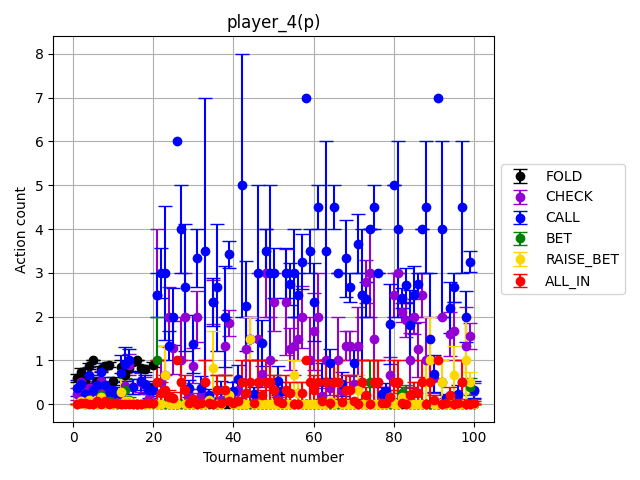 player_4(p)
Action count
8
7
6
5
4
3
2
1
0
0 20 40 60 80 100
Tournament number
FOLD
CHECK
CALL
BET
RAISE_BET
ALL_IN